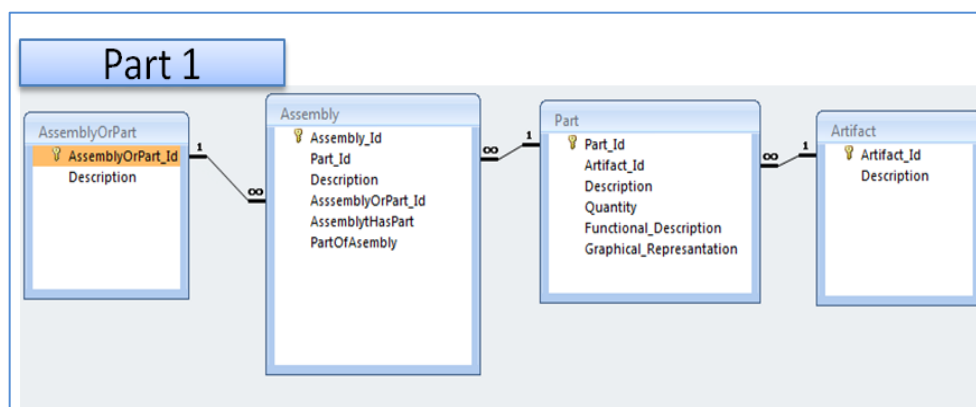 Part 1
AssemblyOrPart
AssemblyOrPart_Id
Description
1
∞
Assembly
Assembly_Id
Part_Id
Description
AsssemblyOrPart_Id
AssemblytHasPart
PartOfAsembly
∞
1
Part
Part_Id
Artifact_Id
Description
Quantity
Functional_Description
Graphical_Represantation
∞
1
Artifact
Artifact_Id
Description